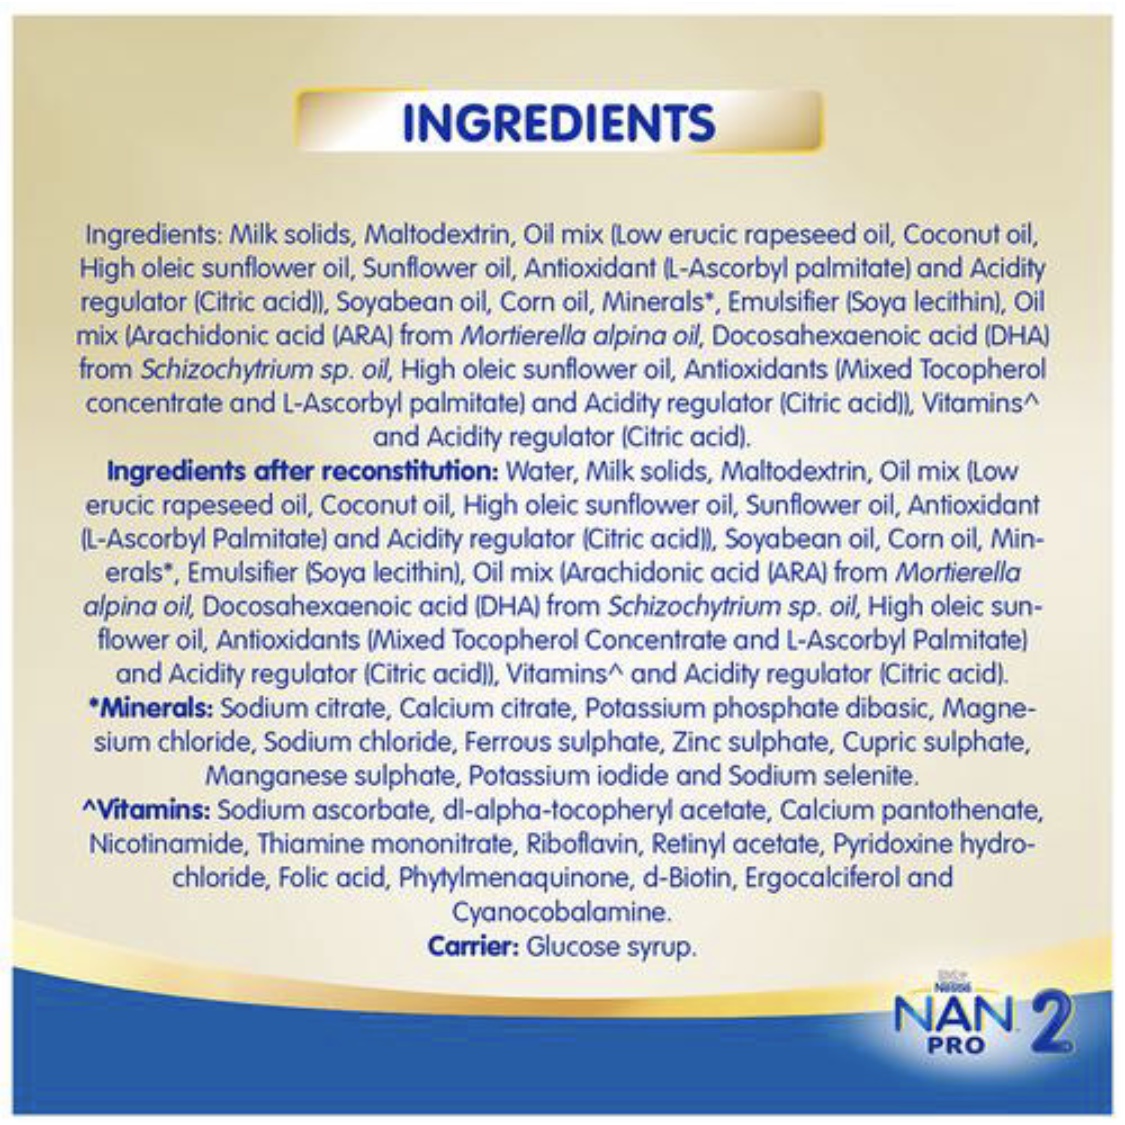 INGREDIENTS
Ingredients: Milk solids, Maltodextrin, Oil mix (Low erucic rapeseed oil, Coconut oil,
High oleic sunflower oil, Sunflower oil, Antioxidant (L-Ascorbyl palmitate) and Acidity
regulator (Citric acid)), Soyabean oil, Corn oil, Minerals*, Emulsifier (Soya lecithin), Oil
mix (Arachidonic acid (ARA) from Mortierella alpina oil, Docosahexaenoic acid (DHA)
from Schizochytrium sp. oil, High oleic sunflower oil, Antioxidants (Mixed Tocopherol
concentrate and L-Ascorbyl palmitate) and Acidity regulator (Citric acid)), Vitamins^
and Acidity regulator (Citric acid).
Ingredients after reconstitution: Water, Milk solids, Maltodextrin, Oil mix (Low
erucic rapeseed oil, Coconut oil, High oleic sunflower oil, Sunflower oil, Antioxidant
(L-Ascorbyl Palmitate) and Acidity regulator (Citric acid)), Soyabean oil, Corn oil, Min-
erals*, Emulsifier (Soya lecithin), Oil mix (Arachidonic acid (ARA) from Mortierella
alpina oil, Docosahexaenoic acid (DHA) from Schizochytrium sp. oil, High oleic sun-
flower oil, Antioxidants (Mixed Tocopherol Concentrate and L-Ascorbyl Palmitate)
and Acidity regulator (Citric acid)), Vitamins^ and Acidity regulator (Citric acid).
*Minerals: Sodium citrate, Calcium citrate, Potassium phosphate dibasic, Magne-
sium chloride, Sodium chloride, Ferrous sulphate, Zinc sulphate, Cupric sulphate,
Manganese sulphate, Potassium iodide and Sodium selenite.
^Vitamins: Sodium ascorbate, dl-alpha-tocopheryl acetate, Calcium pantothenate,
Nicotinamide, Thiamine mononitrate, Riboflavin, Retinyl acetate, Pyridoxine hydro-
chloride, Folic acid, Phytylmenaquinone, d-Biotin, Ergocalciferol and
Cyanocobalamine.
Carrier: Glucose syrup.
Nestlé
NAN 2
PRO